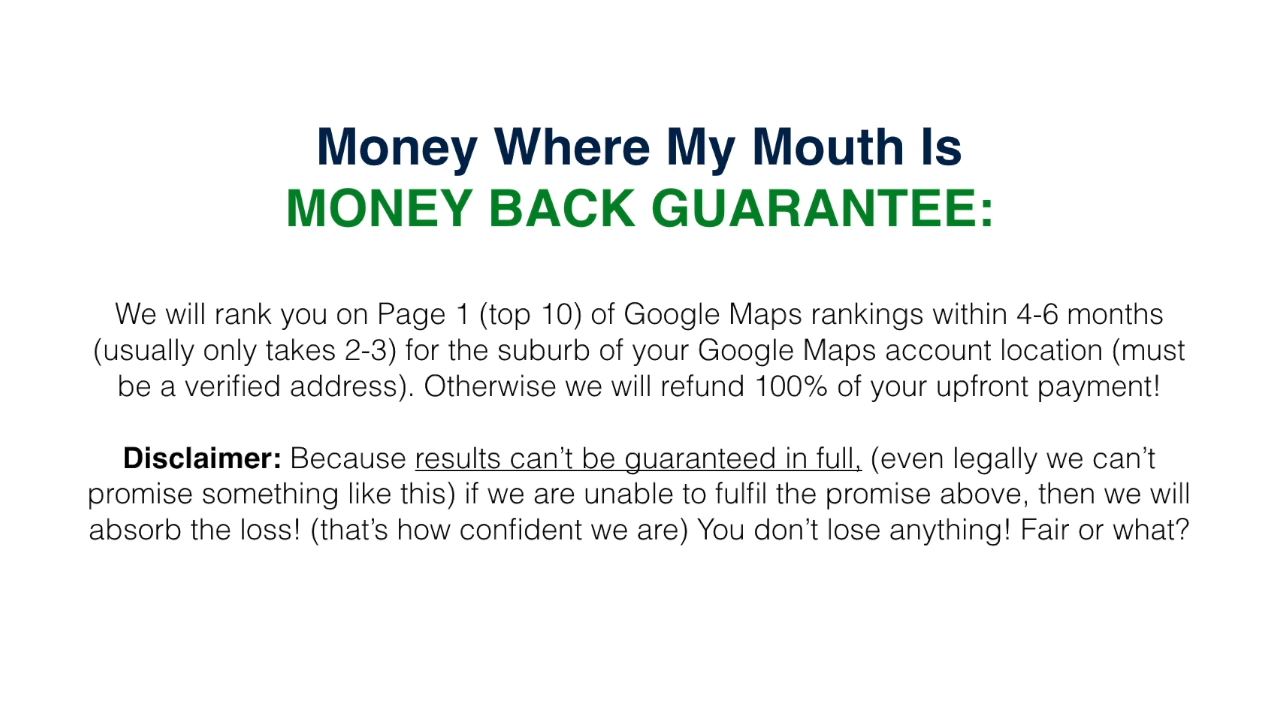 Money Where My Mouth Is
MONEY BACK GUARANTEE:
We will rank you on Page 1 (top 10) of Google Maps rankings within 4-6 months
(usually only takes 2-3) for the suburb of your Google Maps account location (must
be a verified address). Otherwise we will refund 100% of your upfront payment!
Disclaimer: Because results can’t be guaranteed in full, (even legally we can’t
promise something like this) if we are unable to fulfil the promise above, then we will
absorb the loss! (that’s how confident we are) You don’t lose anything! Fair or what?